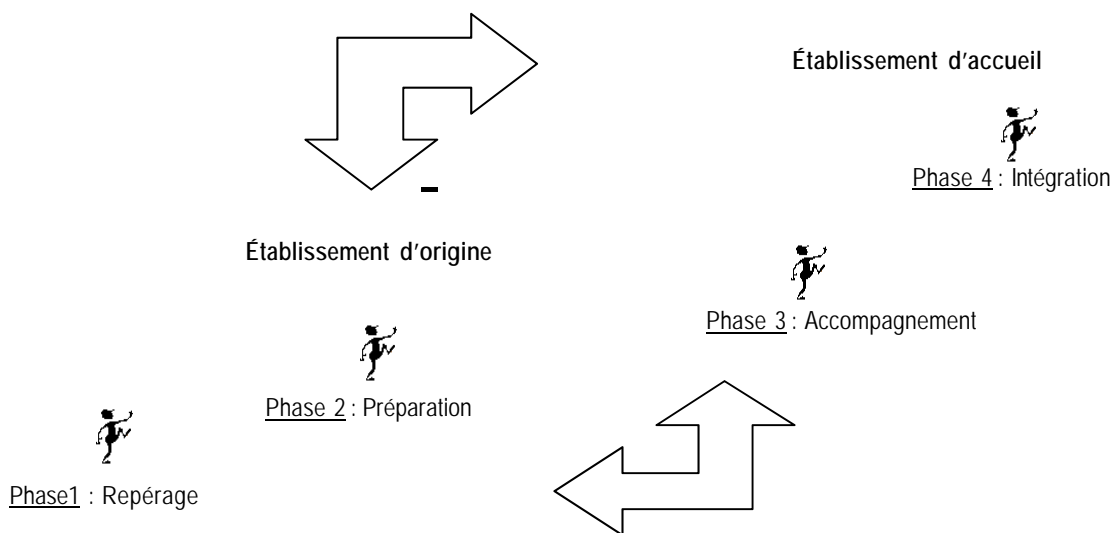 Établissement d'accueil
Phase 4 : Intégration
Établissement d'origine
Phase 3 : Accompagnement
Phase 2 : Préparation
Phase1 : Repérage